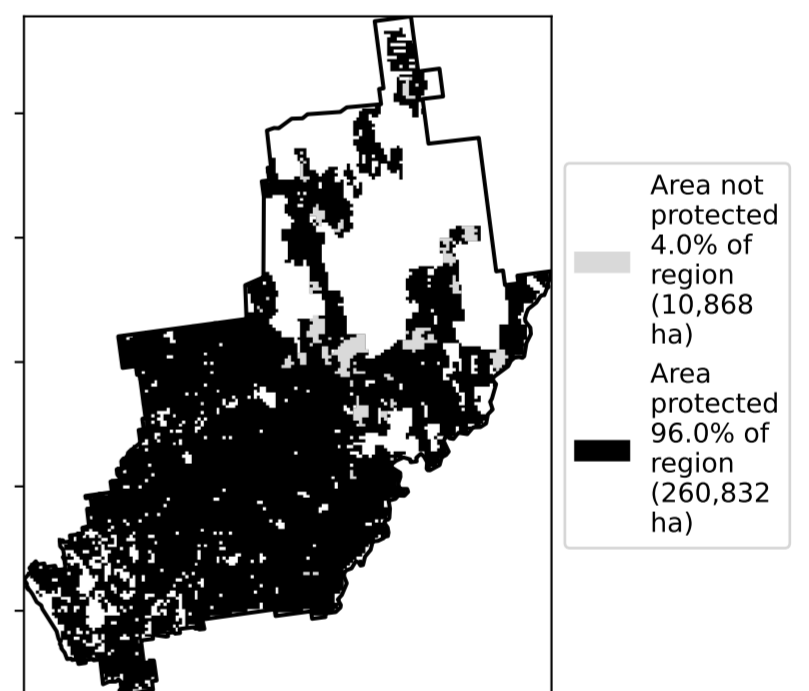 Area not
protected
4.0% of
region
(10,868
ha)
Area
protected
96.0% of
region
(260,832
ha)